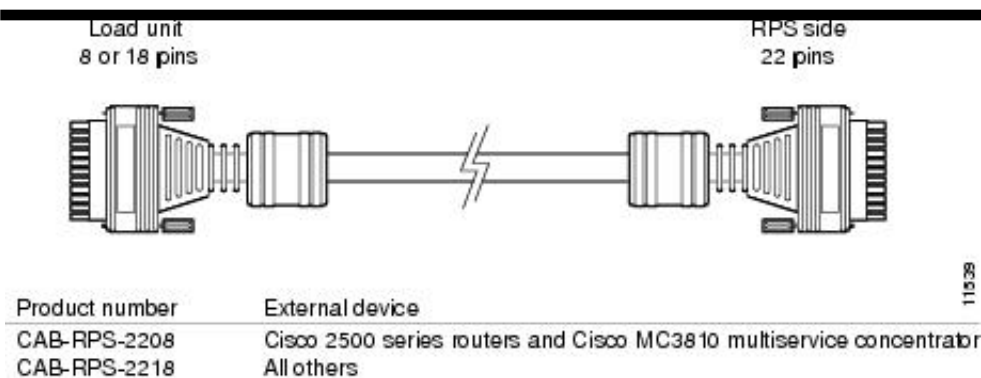 Load unit
8 or 18 pins
RPS side
22 pins
11539
Product number External device
CAB-RPS-2208 Cisco 2500 series routers and Cisco MC3810 multiservice concentrator
CAB-RPS-2218 All others